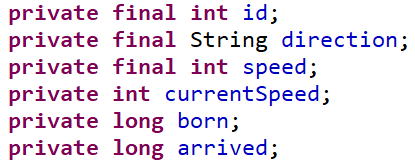 private final int id;
private final String direction;
private final int speed;
private int currentSpeed;
private long born;
private long arrived;